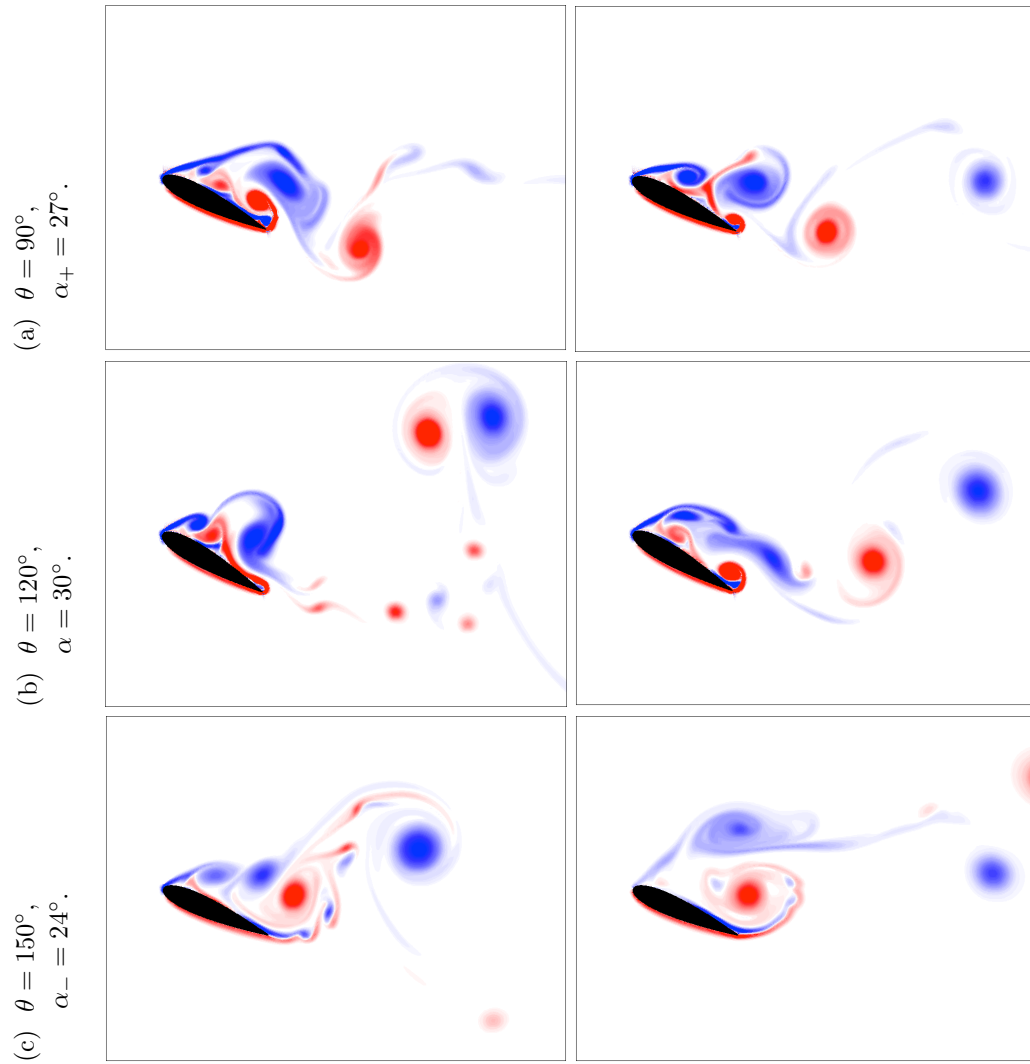 (a) θ = 90°,
α₊ = 27°.
(b) θ = 120°,
α = 30°.
(c) θ = 150°,
α₋ = 24°.